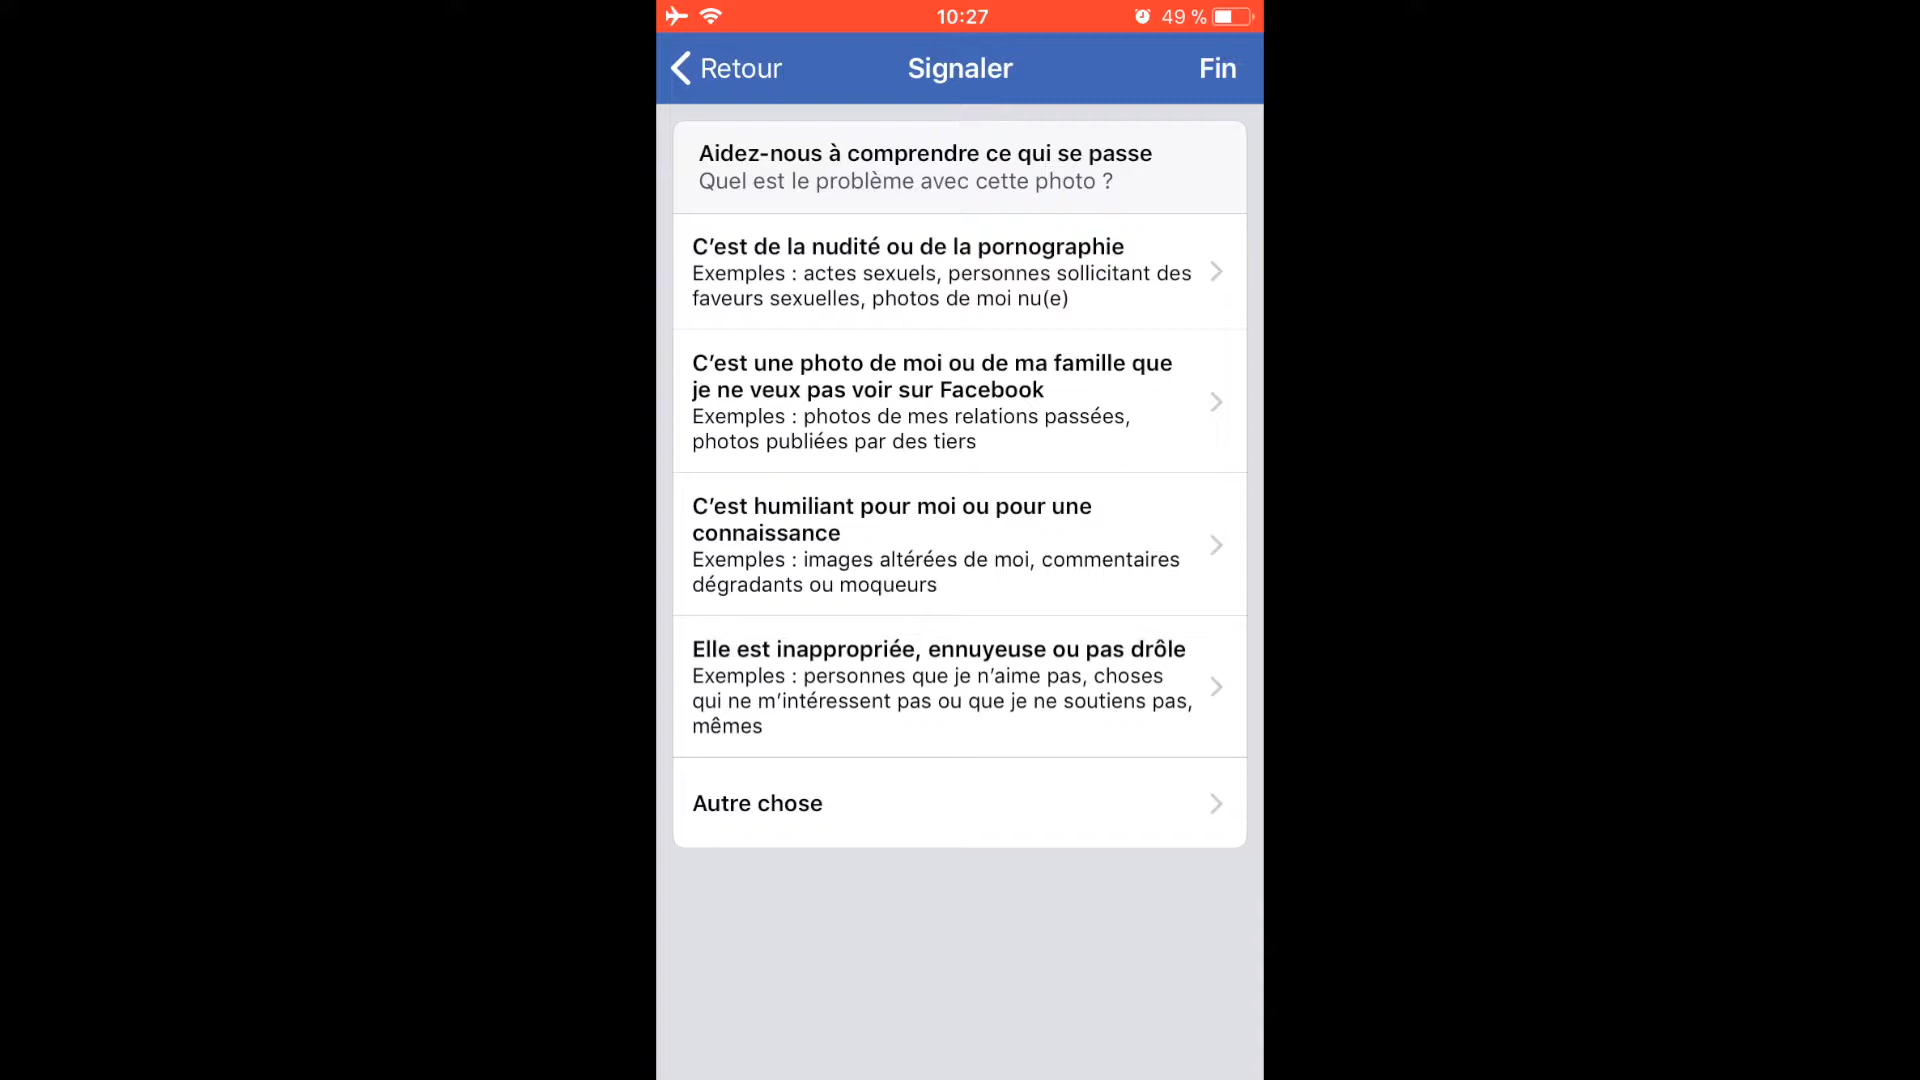 10:27
49 %
Retour
Signaler
Fin
Aidez-nous à comprendre ce qui se passe
Quel est le problème avec cette photo ?
C’est de la nudité ou de la pornographie
Exemples : actes sexuels, personnes sollicitant des
faveurs sexuelles, photos de moi nu(e)
C’est une photo de moi ou de ma famille que
je ne veux pas voir sur Facebook
Exemples : photos de mes relations passées,
photos publiées par des tiers
C’est humiliant pour moi ou pour une
connaissance
Exemples : images altérées de moi, commentaires
dégradants ou moqueurs
Elle est inappropriée, ennuyeuse ou pas drôle
Exemples : personnes que je n’aime pas, choses
qui ne m’intéressent pas ou que je ne soutiens pas,
mêmes
Autre chose